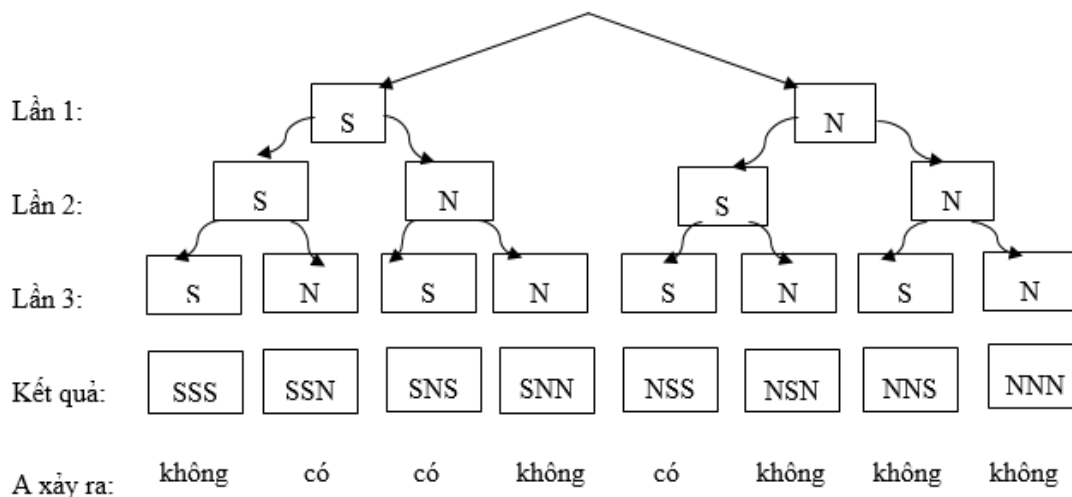 Lần 1: S N
Lần 2: S N S N
Lần 3: S N S N S N S N
Kết quả: SSS SSN SNS SNN NSS NSN NNS NNN
A xảy ra: không có có không có không không không